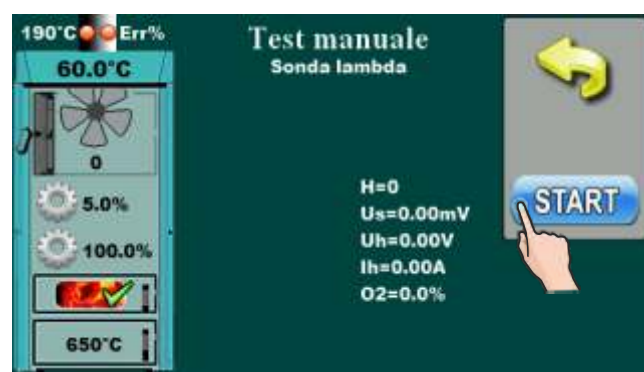 190°C Err%
60.0°C
0
5.0%
100.0%
650°C
Test manuale
Sonda lambda
H=0
Us=0.00mV
Uh=0.00V
Ih=0.00A
O2=0.0%
START